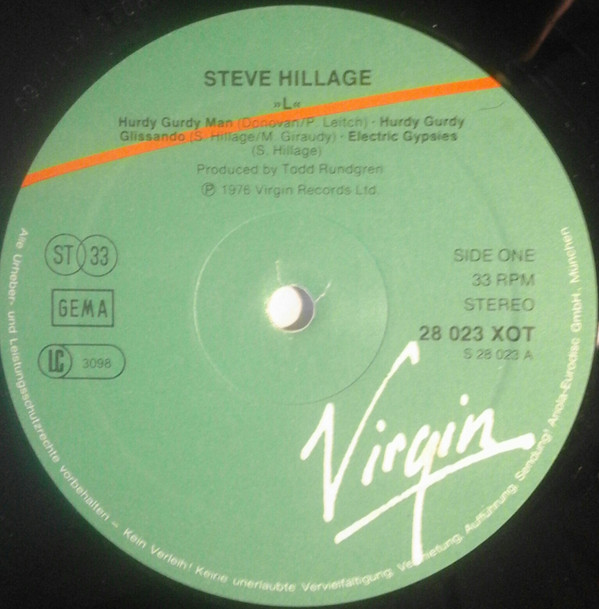 STEVE HILLAGE
»L«
Hurdy Gurdy Man (Donovan/P. Leitch) · Hurdy Gurdy
Glissando (S. Hillage/M. Giraudy) · Electric Gypsies
(S. Hillage)
Produced by Todd Rundgren
Ⓟ 1976 Virgin Records Ltd.
ST 33
GEMA
LC 3098
SIDE ONE
33 RPM
STEREO
28 023 XOT
S 28 023 A
Virgin
Alle Urheber- und Leistungsschutzrechte vorbehalten – Kein Verleih! Keine unerlaubte Vervielfältigung, Vermietung, Aufführung, Sendung! Ariola-Eurodisc GmbH, München